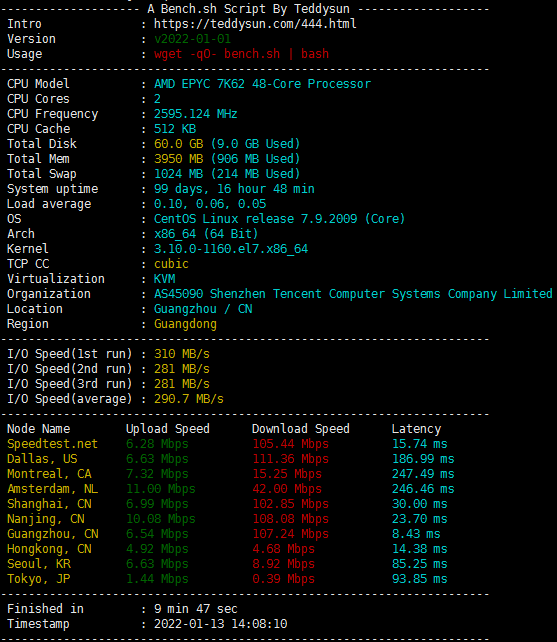 -------------------- A Bench.sh Script By Teddysun -------------------
 Intro              : https://teddysun.com/444.html
 Version            : v2022-01-01
 Usage              : wget -qO- bench.sh | bash
----------------------------------------------------------------------
 CPU Model          : AMD EPYC 7K62 48-Core Processor
 CPU Cores          : 2
 CPU Frequency      : 2595.124 MHz
 CPU Cache          : 512 KB
 Total Disk         : 60.0 GB (9.0 GB Used)
 Total Mem          : 3950 MB (906 MB Used)
 Total Swap         : 1024 MB (214 MB Used)
 System uptime      : 99 days, 16 hour 48 min
 Load average       : 0.10, 0.06, 0.05
 OS                 : CentOS Linux release 7.9.2009 (Core)
 Arch               : x86_64 (64 Bit)
 Kernel             : 3.10.0-1160.el7.x86_64
 TCP CC             : cubic
 Virtualization     : KVM
 Organization       : AS45090 Shenzhen Tencent Computer Systems Company Limited
 Location           : Guangzhou / CN
 Region             : Guangdong
----------------------------------------------------------------------
 I/O Speed(1st run) : 310 MB/s
 I/O Speed(2nd run) : 281 MB/s
 I/O Speed(3rd run) : 281 MB/s
 I/O Speed(average) : 290.7 MB/s
----------------------------------------------------------------------
 Node Name        Upload Speed      Download Speed      Latency
 Speedtest.net    6.28 Mbps         105.44 Mbps         15.74 ms
 Dallas, US       6.63 Mbps         111.36 Mbps         186.99 ms
 Montreal, CA     7.32 Mbps         15.25 Mbps          247.49 ms
 Amsterdam, NL    11.00 Mbps        42.00 Mbps          246.46 ms
 Shanghai, CN     6.99 Mbps         102.85 Mbps         30.00 ms
 Nanjing, CN      10.08 Mbps        108.08 Mbps         23.70 ms
 Guangzhou, CN    6.54 Mbps         107.24 Mbps         8.43 ms
 Hongkong, CN     4.92 Mbps         4.68 Mbps           14.38 ms
 Seoul, KR        6.63 Mbps         8.92 Mbps           85.25 ms
 Tokyo, JP        1.44 Mbps         0.39 Mbps           93.85 ms
----------------------------------------------------------------------
 Finished in        : 9 min 47 sec
 Timestamp          : 2022-01-13 14:08:10
----------------------------------------------------------------------